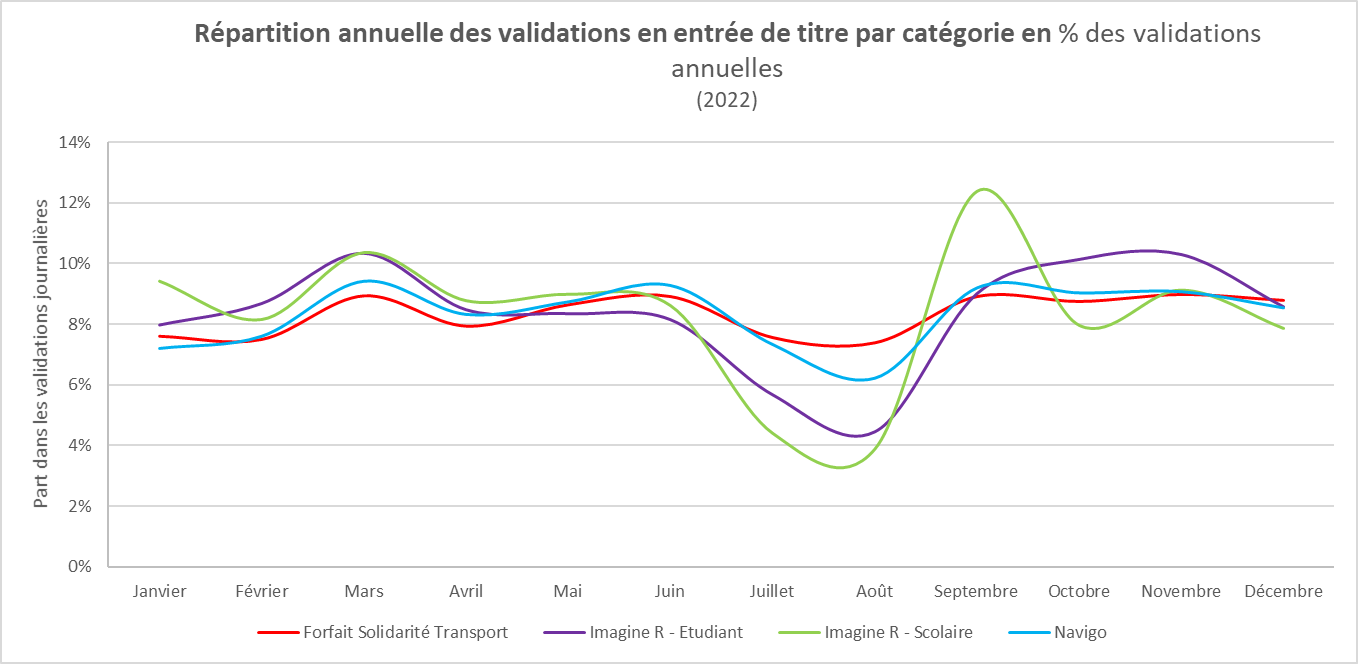 Répartition annuelle des validations en entrée de titre par catégorie en % des validations
annuelles
(2022)
14%
12%
10%
8%
6%
4%
2%
0%
Part dans les validations journalières
Janvier Février Mars Avril Mai Juin Juillet Août Septembre Octobre Novembre Décembre
Forfait Solidarité Transport Imagine R - Etudiant Imagine R - Scolaire Navigo